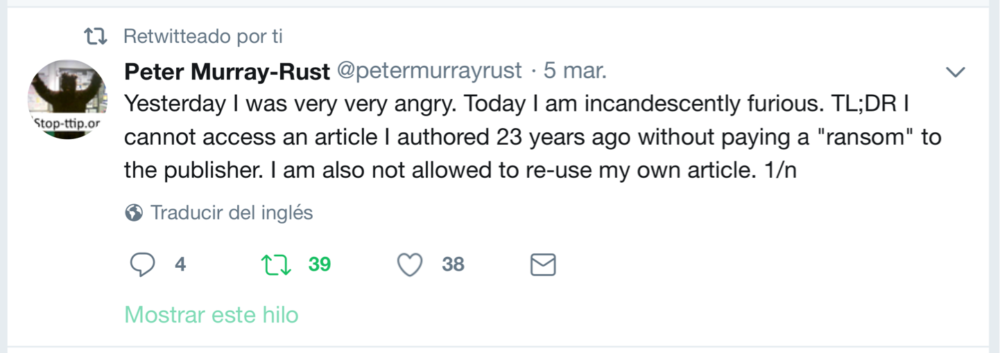 Retwitteado por ti
Peter Murray-Rust @petermurrayrust · 5 mar.
Yesterday I was very very angry. Today I am incandescently furious. TL;DR I
cannot access an article I authored 23 years ago without paying a "ransom" to
the publisher. I am also not allowed to re-use my own article. 1/n
Stop-ttip.or
Traducir del inglés
4 39 38
Mostrar este hilo